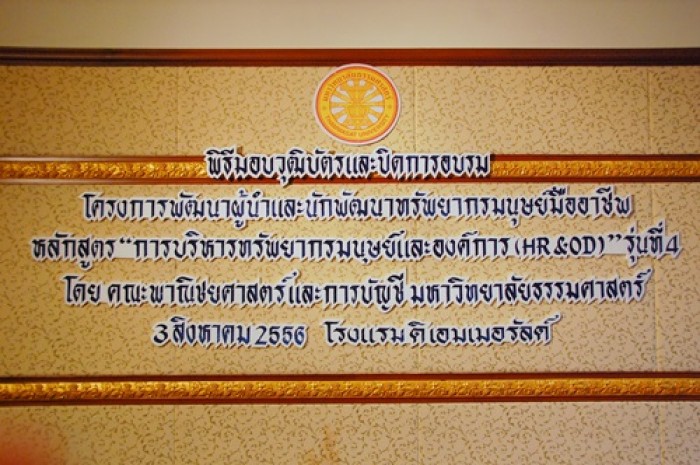 พิธีมอบวุฒิบัตรและปิดการอบรม
โครงการพัฒนาผู้นำและนักพัฒนาทรัพยากรมนุษย์มืออาชีพ
หลักสูตร "การบริหารทรัพยากรมนุษย์และองค์การ (HR&OD)" รุ่นที่ 4
โดย คณะพาณิชยศาสตร์และการบัญชี มหาวิทยาลัยธรรมศาสตร์
3 สิงหาคม 2556 โรงแรม ดิ เอมเมอรัลด์